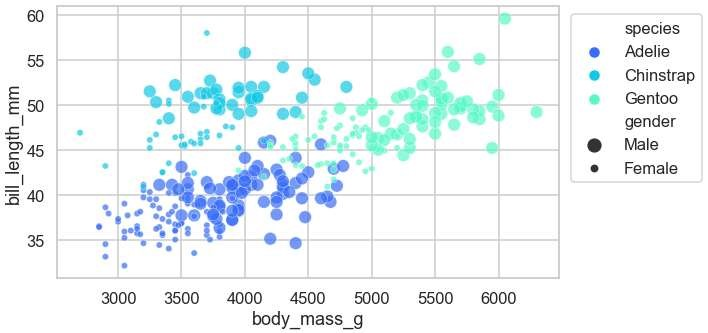 60
55
50
45
40
35
bill_length_mm
3000 3500 4000 4500 5000 5500 6000
body_mass_g
species
Adelie
Chinstrap
Gentoo
gender
Male
Female